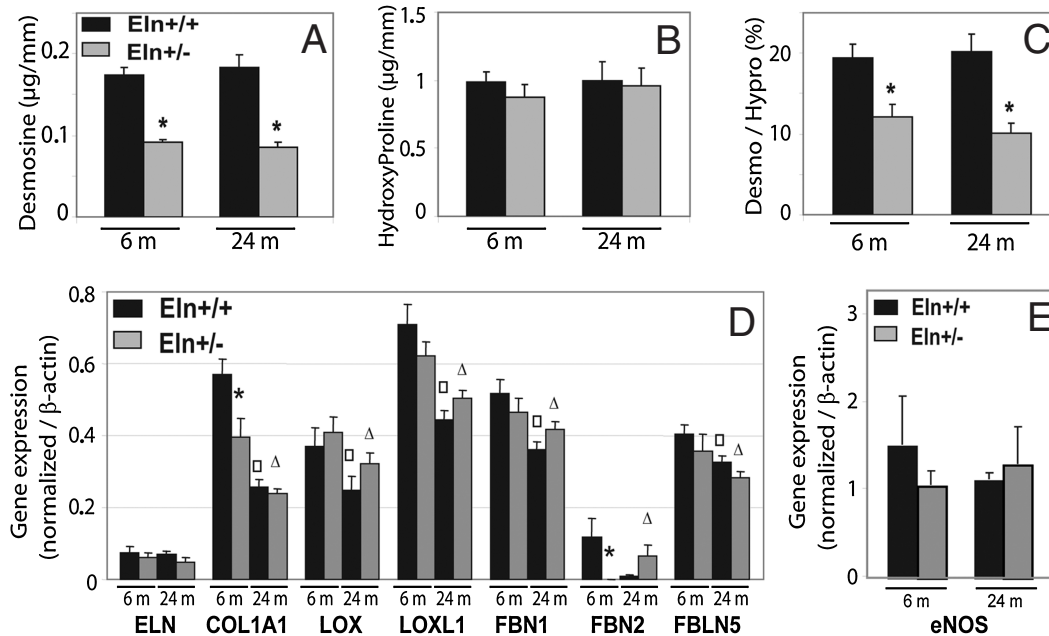 Eln+/+
Eln+/-
A
Desmosine (µg/mm)
0,2
0,1
0
*
*
6 m
24 m
B
HydroxyProline (µg/mm)
1.5
1
0.5
0
6 m
24 m
C
Desmo / Hypro (%)
20
10
0
*
*
6 m
24 m
Eln+/+
Eln+/-
D
Gene expression
(normalized / β-actin)
0.8
0.6
0.4
0.2
0
*
□
Δ
□
Δ
□
Δ
□
Δ
*
Δ
□
Δ
6 m 24 m 6 m 24 m 6 m 24 m 6 m 24 m 6 m 24 m 6 m 24 m 6 m 24 m
ELN COL1A1 LOX LOXL1 FBN1 FBN2 FBLN5
Eln+/+
Eln+/-
E
Gene expression
(normalized / β-actin)
3
2
1
0
6 m
24 m
eNOS